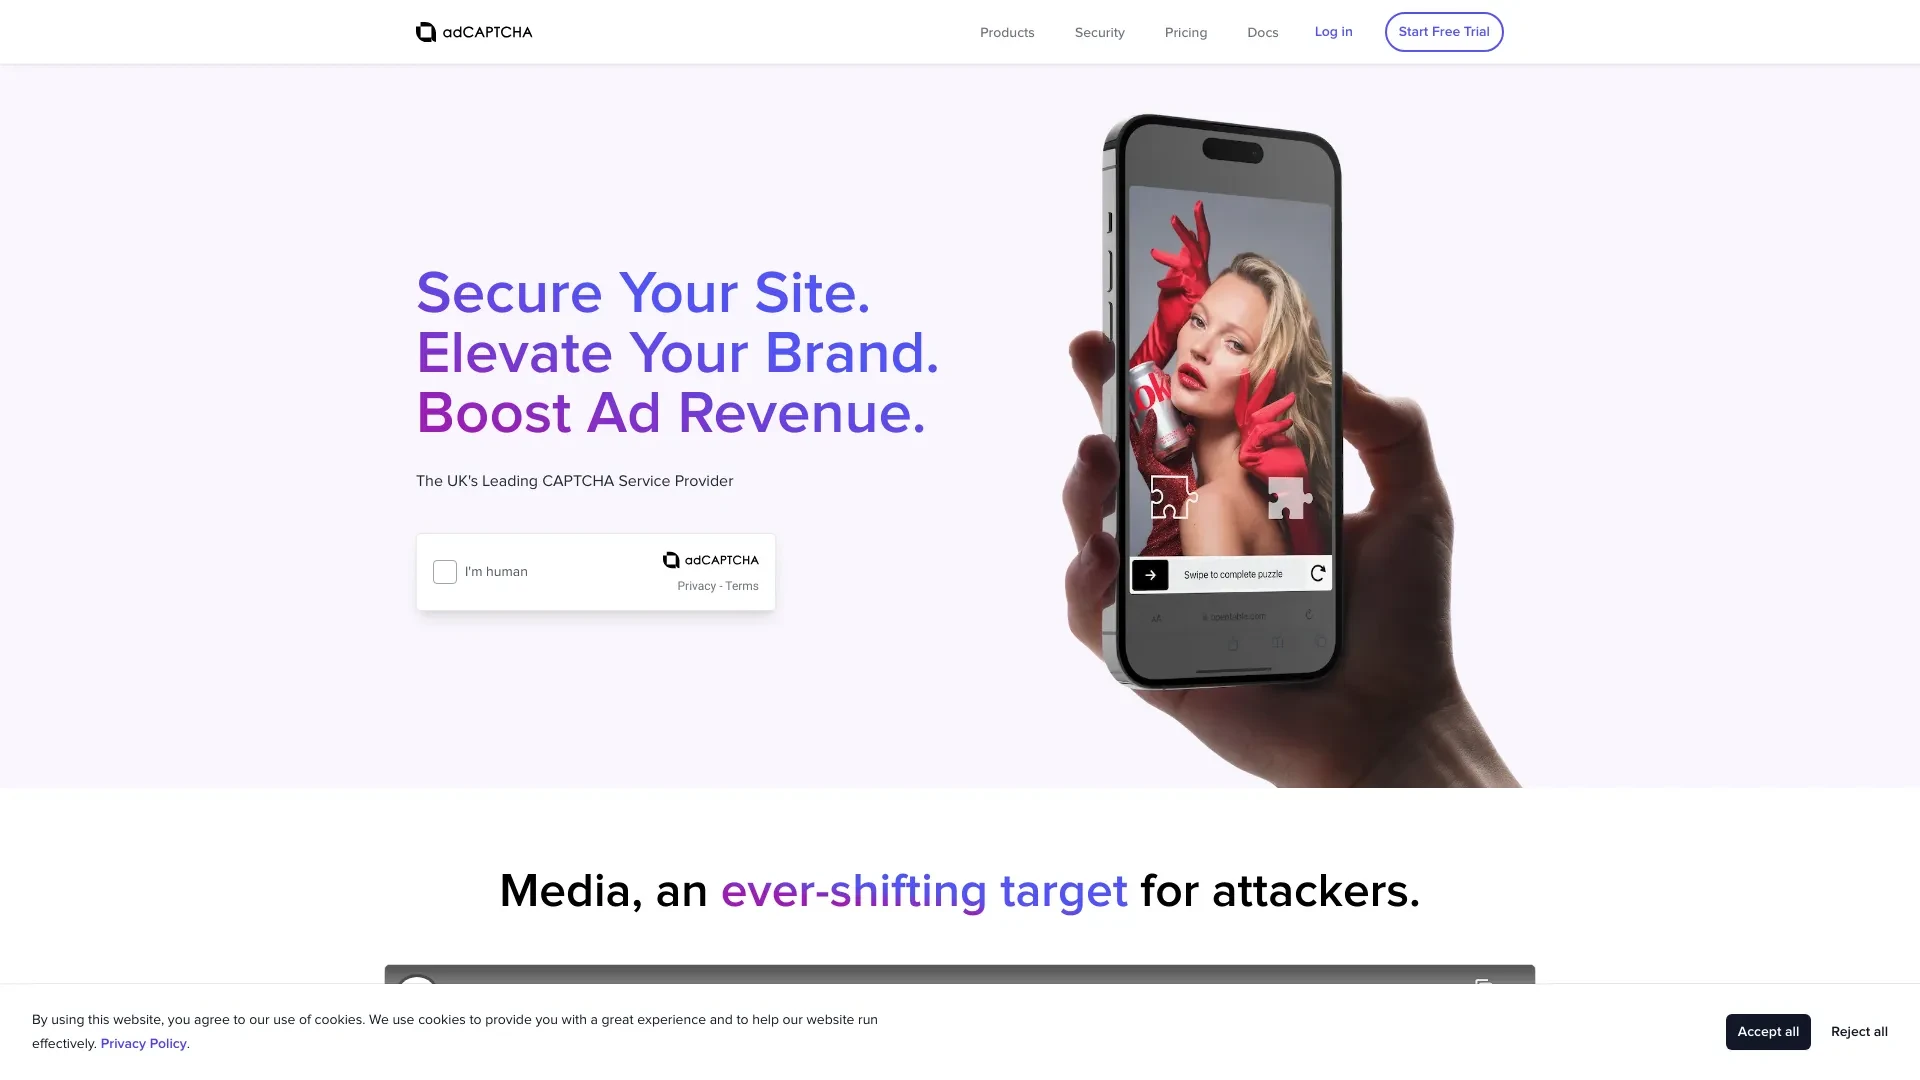 adCAPTCHA
Products
Security
Pricing
Docs
Log in
Start Free Trial
Secure Your Site.
Elevate Your Brand.
Boost Ad Revenue.
The UK's Leading CAPTCHA Service Provider
I'm human
adCAPTCHA
Privacy - Terms
Swipe to complete puzzle
AA
opentable.com
Media, an ever-shifting target for attackers.
By using this website, you agree to our use of cookies. We use cookies to provide you with a great experience and to help our website run
effectively. Privacy Policy.
Accept all
Reject all